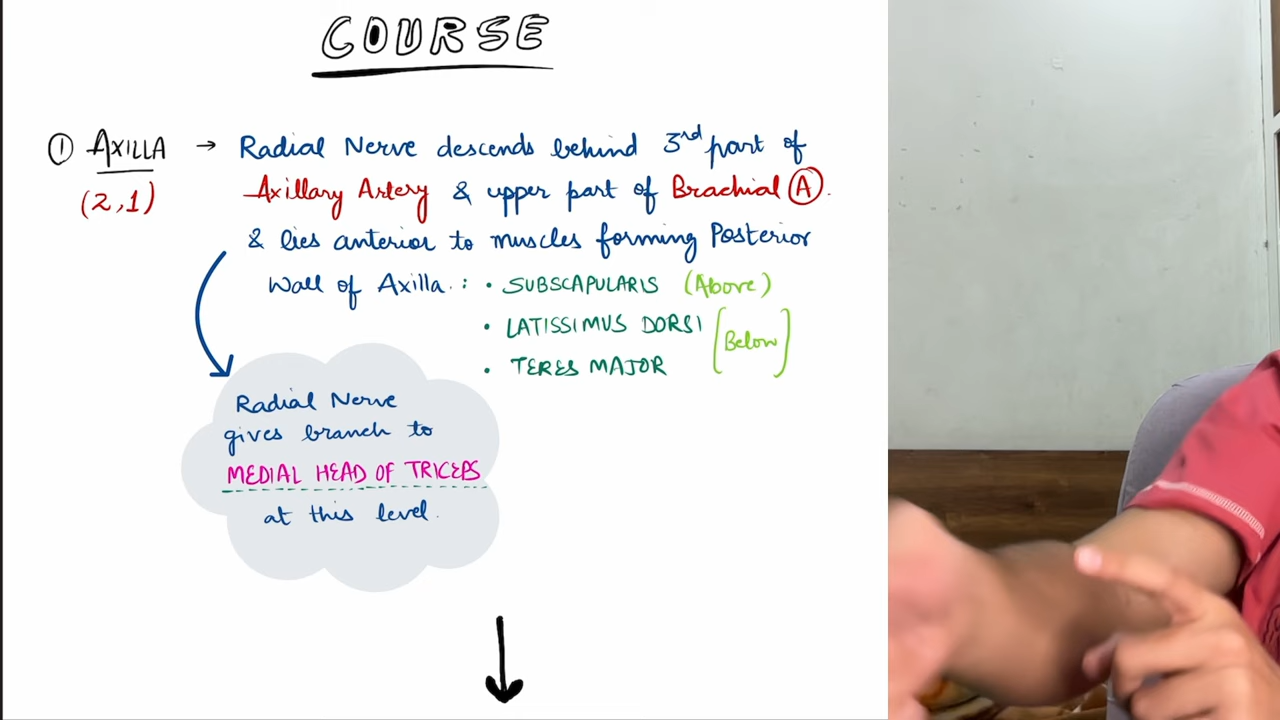 COURSE
① AXILLA → Radial Nerve descends behind 3rd part of
(2,1) Axillary Artery & upper part of Brachial Ⓐ.
& lies anterior to muscles forming Posterior
Wall of Axilla. : • SUBSCAPULARIS (Above)
• LATISSIMUS DORSI
[Below]
• TERES MAJOR
Radial Nerve
gives branch to
MEDIAL HEAD OF TRICEPS
at this level.